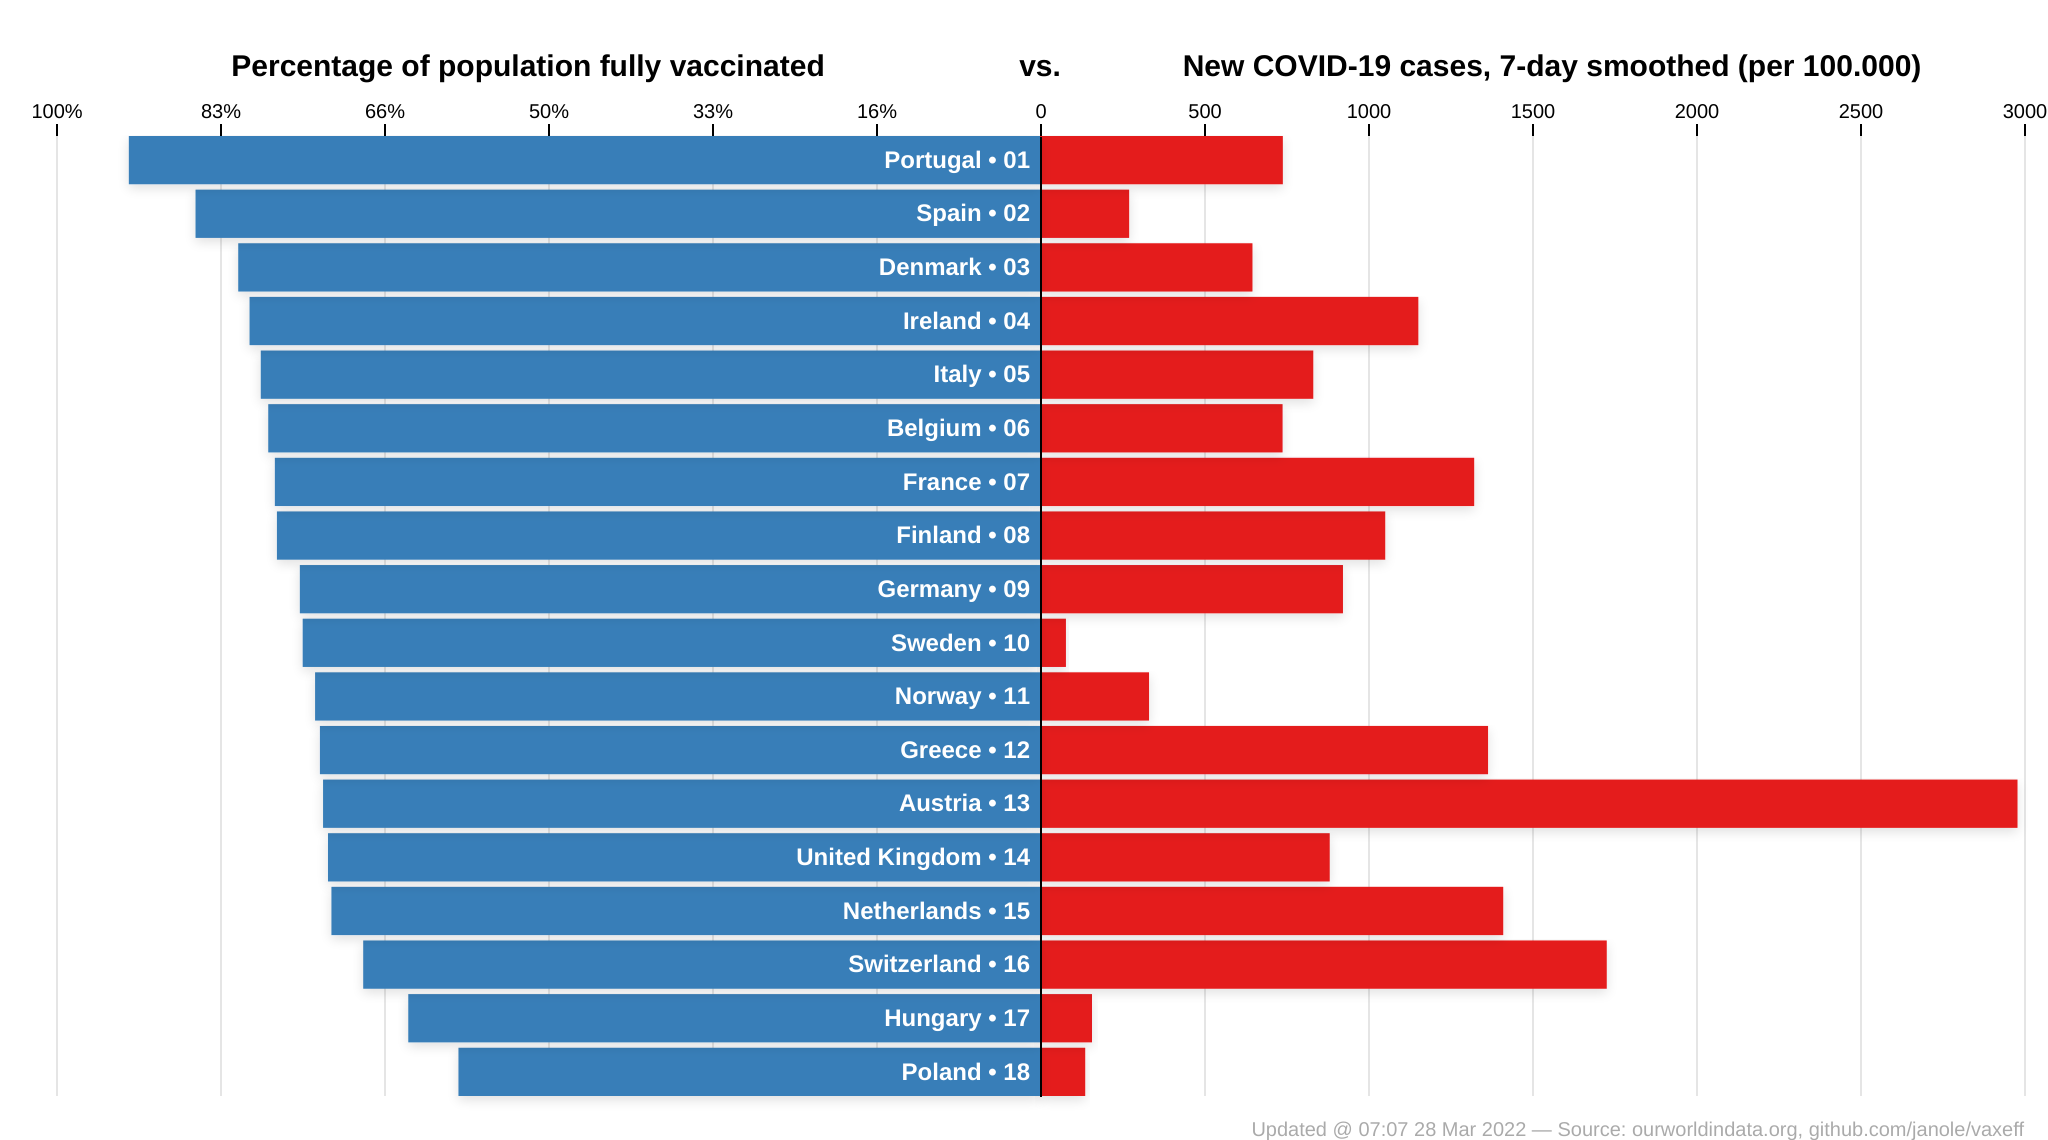 Percentage of population fully vaccinated vs. New COVID-19 cases, 7-day smoothed (per 100.000)
100% 83% 66% 50% 33% 16% 0 500 1000 1500 2000 2500 3000
Portugal • 01
Spain • 02
Denmark • 03
Ireland • 04
Italy • 05
Belgium • 06
France • 07
Finland • 08
Germany • 09
Sweden • 10
Norway • 11
Greece • 12
Austria • 13
United Kingdom • 14
Netherlands • 15
Switzerland • 16
Hungary • 17
Poland • 18
Updated @ 07:07 28 Mar 2022 — Source: ourworldindata.org, github.com/janole/vaxeff